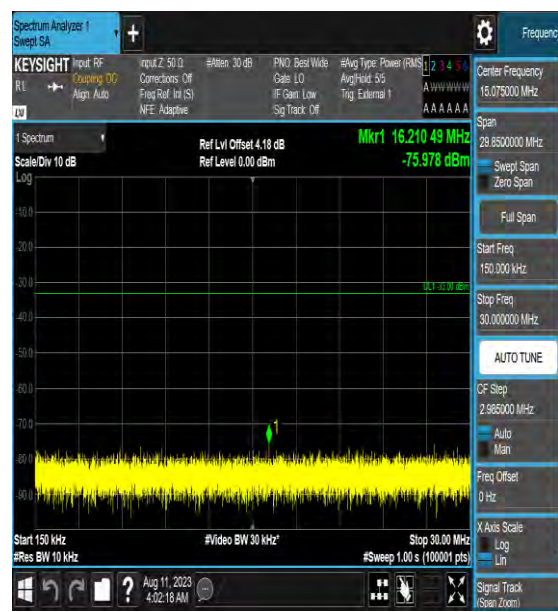 Spectrum Analyzer 1
Swept SA
Frequenc
KEYSIGHT
Input: RF
Input Z: 50 Ω
#Atten: 30 dB
PNO: Best Wide
#Avg Type: Power (RMS
1 2 3 4 5 6
RL
Coupling: DC
Corrections: Off
Gate: LO
Avg|Hold: 5/5
A W W W W W
Align: Auto
Freq Ref: Int (S)
IF Gain: Low
Trig: External 1
NFE: Adaptive
Sig Track: Off
A A A A A A
LXI
1 Spectrum
Ref Lvl Offset 4.18 dB
Mkr1 16.210 49 MHz
Scale/Div 10 dB
Ref Level 0.00 dBm
-75.978 dBm
Log
-10.0
-20.0
-30.0
-40.0
-50.0
-60.0
-70.0
-80.0
-90.0
1
Start 150 kHz
#Video BW 30 kHz*
Stop 30.00 MHz
#Res BW 10 kHz
#Sweep 1.00 s (100001 pts)
?
Aug 11, 2023
4:02:18 AM
Center Frequency
15.075000 MHz
Span
29.8500000 MHz
Swept Span
Zero Span
Full Span
Start Freq
150.000 kHz
Stop Freq
30.000000 MHz
AUTO TUNE
CF Step
2.985000 MHz
Auto
Man
Freq Offset
0 Hz
X Axis Scale
Log
Lin
Signal Track
(Span Zoom)